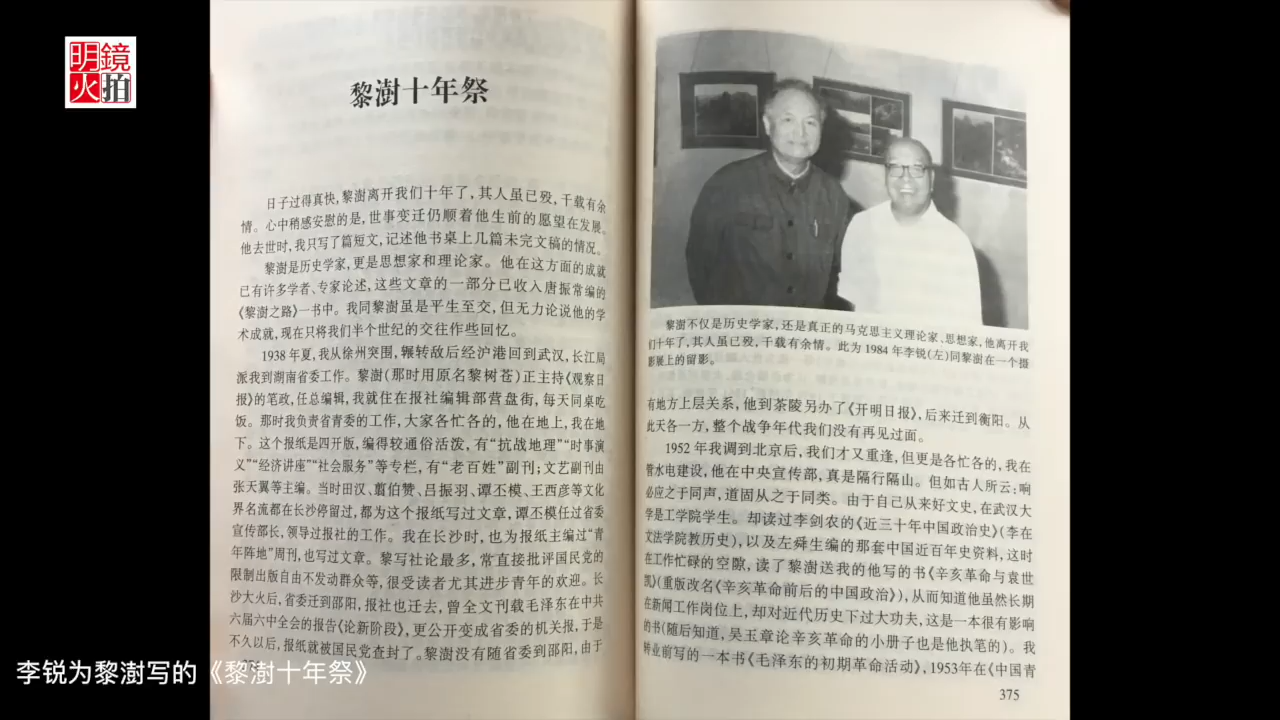 明鏡
火拍
黎澍十年祭
日子过得真快,黎澍离开我们十年了,其人虽已殁,千载有余
情。心中稍感安慰的是,世事变迁仍顺着他生前的愿望在发展。
他去世时,我只写了篇短文,记述他书桌上几篇未完文稿的情况。
黎澍是历史学家,更是思想家和理论家。他在这方面的成就
已有许多学者、专家论述,这些文章的一部分已收入唐振常编的
《黎澍之路》一书中。我同黎澍虽是平生至交,但无力论说他的学
术成就,现在只将我们半个世纪的交往作些回忆。
1938年夏,我从徐州突围,辗转敌后经沪港回到武汉,长江局
派我到湖南省委工作。黎澍(那时用原名黎树苍)正主持《观察日
报》的笔政,任总编辑,我就住在报社编辑部营盘街,每天同桌吃
饭。那时我负责省青委的工作,大家各忙各的,他在地上,我在地
下。这个报纸是四开版,编得较通俗活泼,有“抗战地理”“时事演
义”“经济讲座”“社会服务”等专栏,有“老百姓”副刊;文艺副刊由
张天翼等主编。当时田汉、翦伯赞、吕振羽、谭丕模、王西彦等文化
界名流都在长沙停留过,都为这个报纸写过文章,谭丕模任过省委
宣传部长,领导过报社的工作。我在长沙时,也为报纸主编过“青
年阵地”周刊,也写过文章。黎写社论最多,常直接批评国民党的
限制出版自由不发动群众等,很受读者尤其进步青年的欢迎。长
沙大火后,省委迁到邵阳,报社也迁去,曾全文刊载毛泽东在中共
六届六中全会的报告《论新阶段》,更公开变成省委的机关报,于是
不久以后,报纸就被国民党查封了。黎澍没有随省委到邵阳,由于
黎澍不仅是历史学家,还是真正的马克思主义理论家、思想家,他离开我
们十年了,其人虽已殁,千载有余情。此为1984年李锐(左)同黎澍在一个摄
影展上的留影。
有地方上层关系,他到茶陵另办了《开明日报》,后来迁到衡阳。从
此天各一方,整个战争年代我们没有再见过面。
1952年我调到北京后,我们才又重逢,但更是各忙各的,我在
管水电建设,他在中央宣传部,真是隔行隔山。但如古人所云:响
必应之于同声,道固从之于同类。由于自己从来好文史,在武汉大
学是工学院学生。却读过李剑农的《近三十年中国政治史》(李在
文法学院教历史),以及左舜生编的那套中国近百年史资料,这时
在工作忙碌的空隙,读了黎澍送我的他写的书《辛亥革命与袁世
凯》(重版改名《辛亥革命前后的中国政治》),从而知道他虽然长期
在新闻工作岗位上,却对近代历史下过大功夫,这是一本很有影响
的书(随后知道,吴玉章论辛亥革命的小册子也是他执笔的)。我
转业前写的一本书《毛泽东的初期革命活动》,1953年在《中国青
375
李锐为黎澍写的《黎澍十年祭》